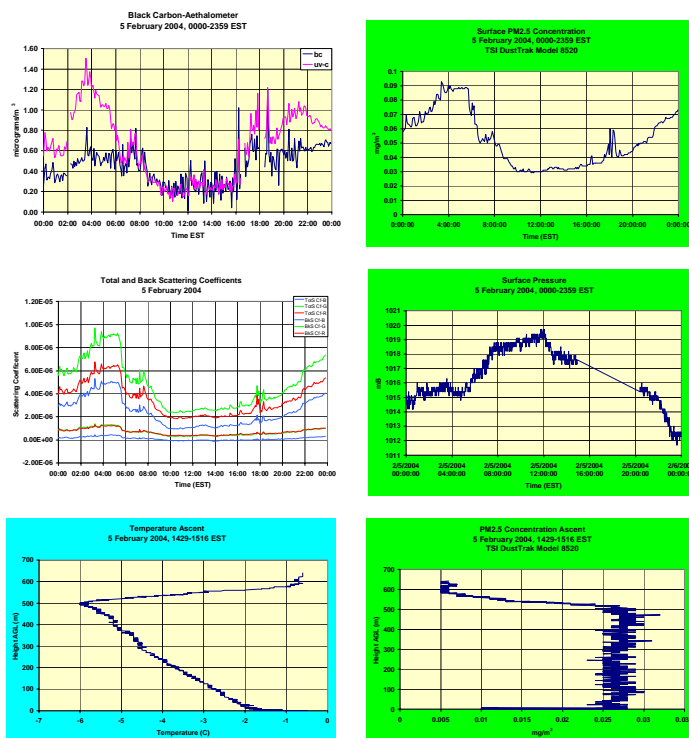 Black Carbon-Aethalometer
5 February 2004, 0000-2359 EST
1.60
1.40
1.20
1.00
0.80
0.60
0.40
0.20
0.00
micrograms/m³
bc
uv-c
00:00 02:00 04:00 06:00 08:00 10:00 12:00 14:00 16:00 18:00 20:00 22:00 00:00
Time EST
Surface PM2.5 Concentration
5 February 2004, 0000-2359 EST
TSI DustTrak Model 8520
0.1
0.09
0.08
0.07
0.06
0.05
0.04
0.03
0.02
0.01
0
mg/m³
0:00:00 4:00:00 8:00:00 12:00:00 16:00:00 20:00:00 0:00:00
Time (EST)
Total and Back Scattering Coefficents
5 February 2004
1.20E-05
1.00E-05
8.00E-06
6.00E-06
4.00E-06
2.00E-06
0.00E+00
-2.00E-06
Scattering Coefficent
TotSCf-B
TotSCf-G
TotSCf-R
BkSCf-B
BkSCf-G
BkSCf-R
00:00 02:00 04:00 06:00 08:00 10:00 12:00 14:00 16:00 18:00 20:00 22:00 00:00
Time (EST)
Surface Pressure
5 February 2004, 0000-2359 EST
1021
1020
1019
1018
1017
1016
1015
1014
1013
1012
1011
mB
2/5/2004 2/5/2004 2/5/2004 2/5/2004 2/5/2004 2/5/2004 2/6/200
00:00:00 04:00:00 08:00:00 12:00:00 16:00:00 20:00:00 00:00:0
Time (EST)
Temperature Ascent
5 February 2004, 1429-1516 EST
700
600
500
400
300
200
100
0
Height AGL (m)
-7 -6 -5 -4 -3 -2 -1 0
Temperature (C)
PM2.5 Concentration Ascent
5 February 2004, 1429-1516 EST
TSI DustTrak Model 8520
700
600
500
400
300
200
100
0
Height AGL (m)
0 0.005 0.01 0.015 0.02 0.025 0.03 0.03
mg/m³